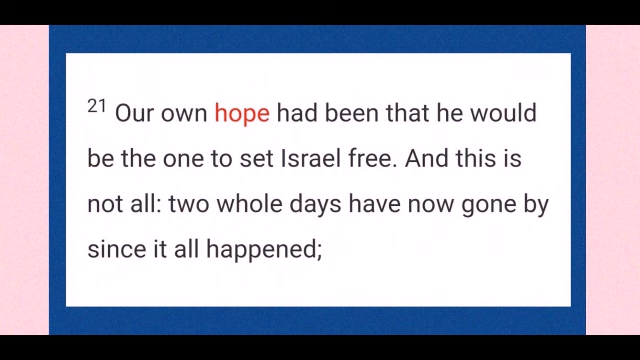 21 Our own hope had been that he would
be the one to set Israel free. And this is
not all: two whole days have now gone by
since it all happened;